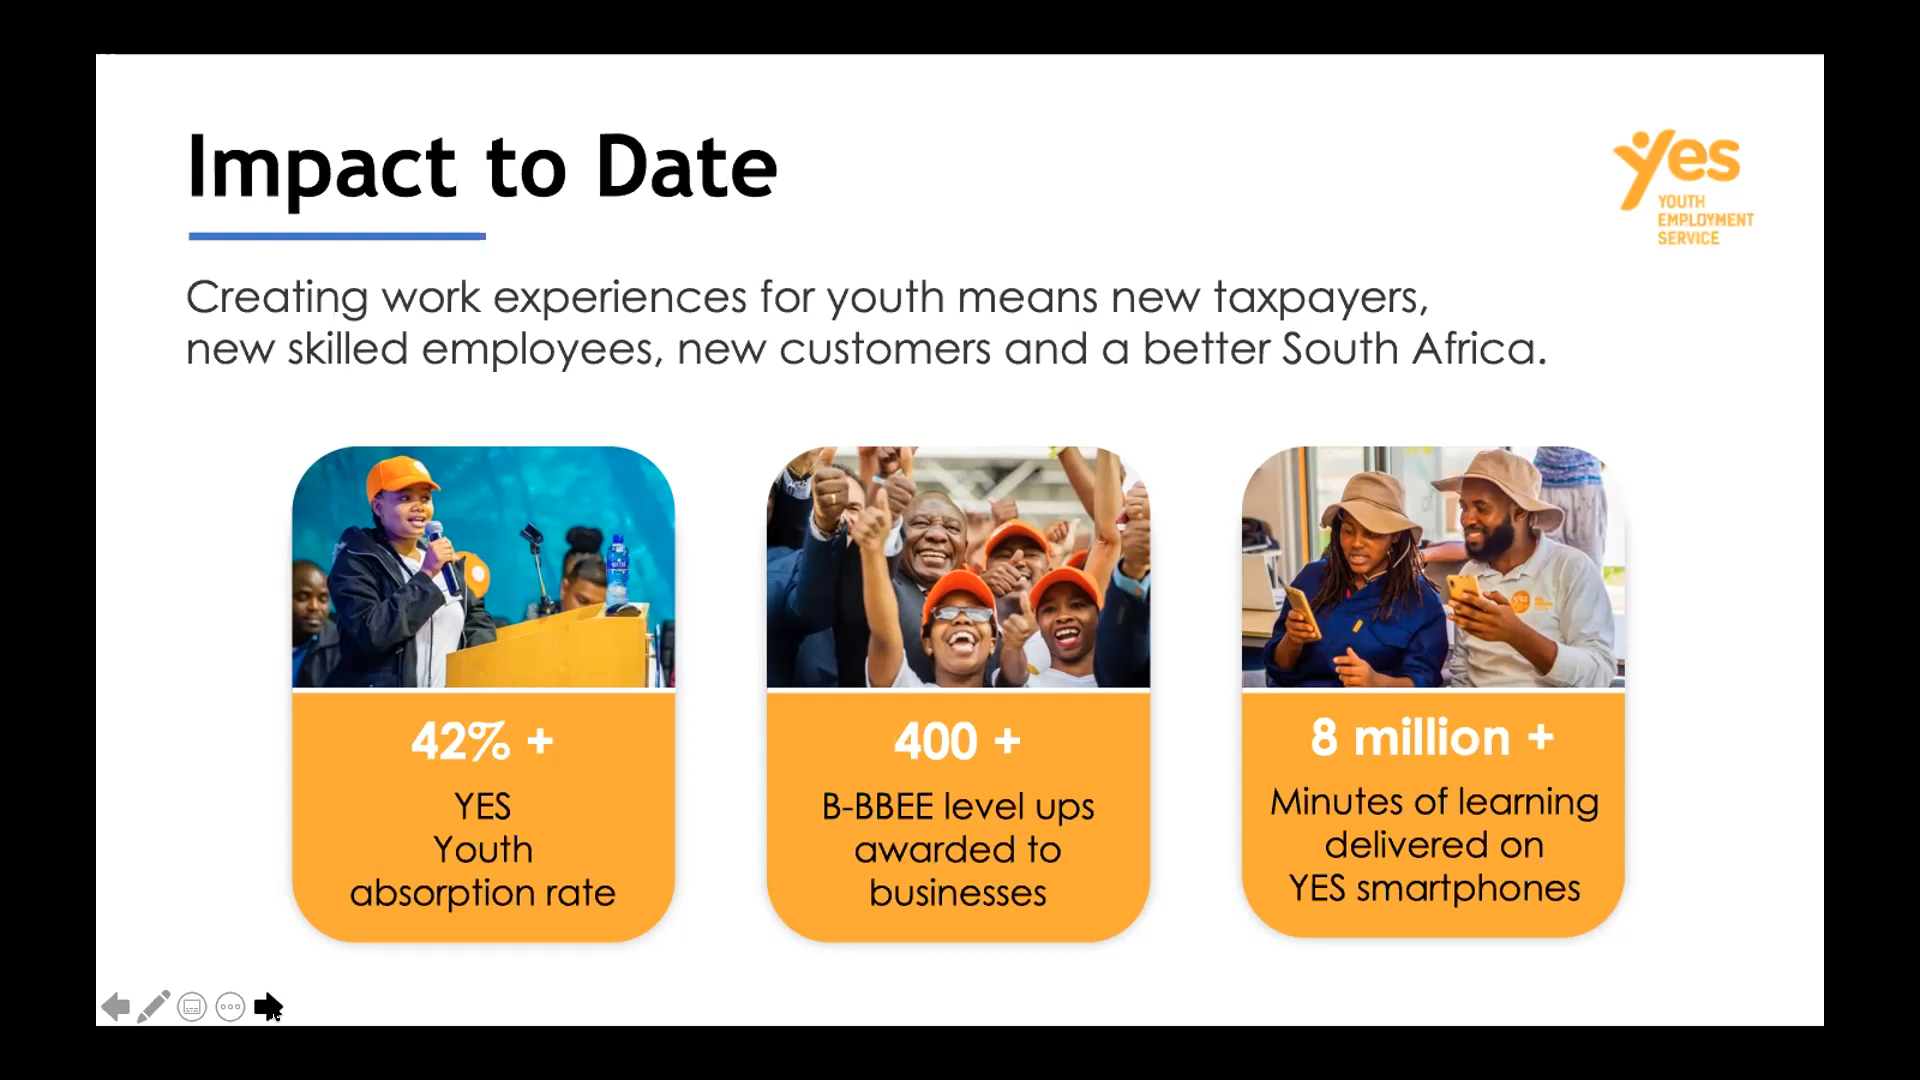 Impact to Date
yes
YOUTH
EMPLOYMENT
SERVICE
Creating work experiences for youth means new taxpayers,
new skilled employees, new customers and a better South Africa.
42% +
YES
Youth
absorption rate
400 +
B-BBEE level ups
awarded to
businesses
8 million +
Minutes of learning
delivered on
YES smartphones